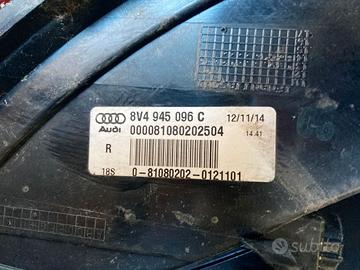 8V4 945 096 C 12/11/14
Audi 000081080202504 14.41
R
18S 0-81080202-0121101
subito